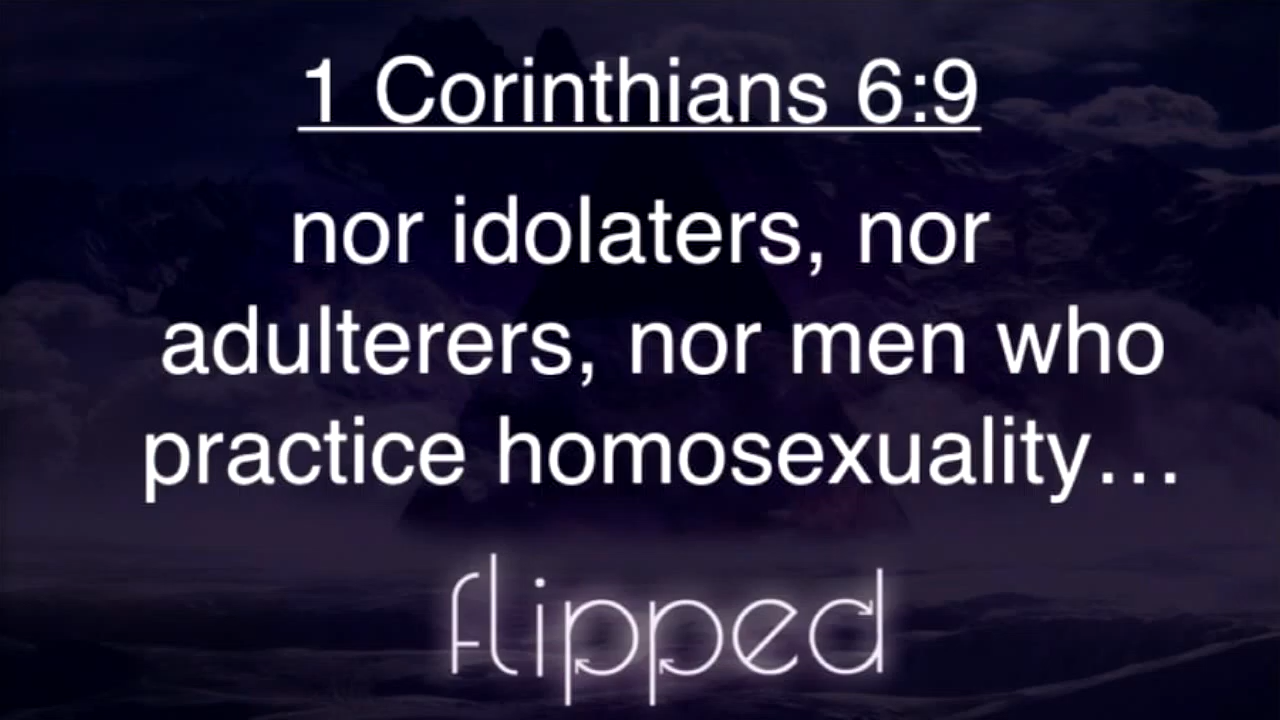 1 Corinthians 6:9
nor idolaters, nor
adulterers, nor men who
practice homosexuality…
flipped